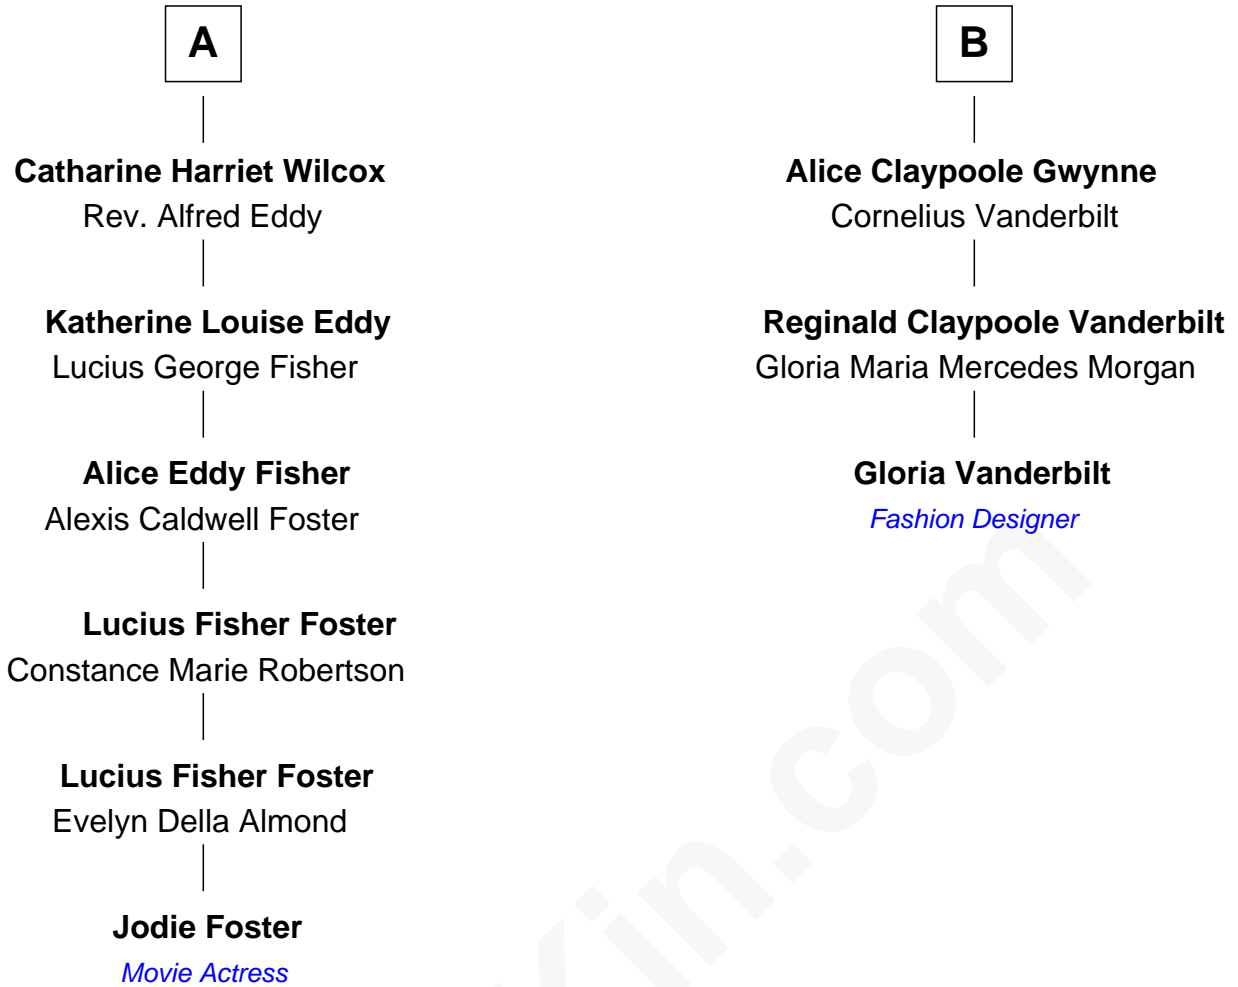 A
Catharine Harriet Wilcox
Rev. Alfred Eddy
Katherine Louise Eddy
Lucius George Fisher
Alice Eddy Fisher
Alexis Caldwell Foster
Lucius Fisher Foster
Constance Marie Robertson
Lucius Fisher Foster
Evelyn Della Almond
Jodie Foster
Movie Actress
B
Alice Claypoole Gwynne
Cornelius Vanderbilt
Reginald Claypoole Vanderbilt
Gloria Maria Mercedes Morgan
Gloria Vanderbilt
Fashion Designer
Kin.com